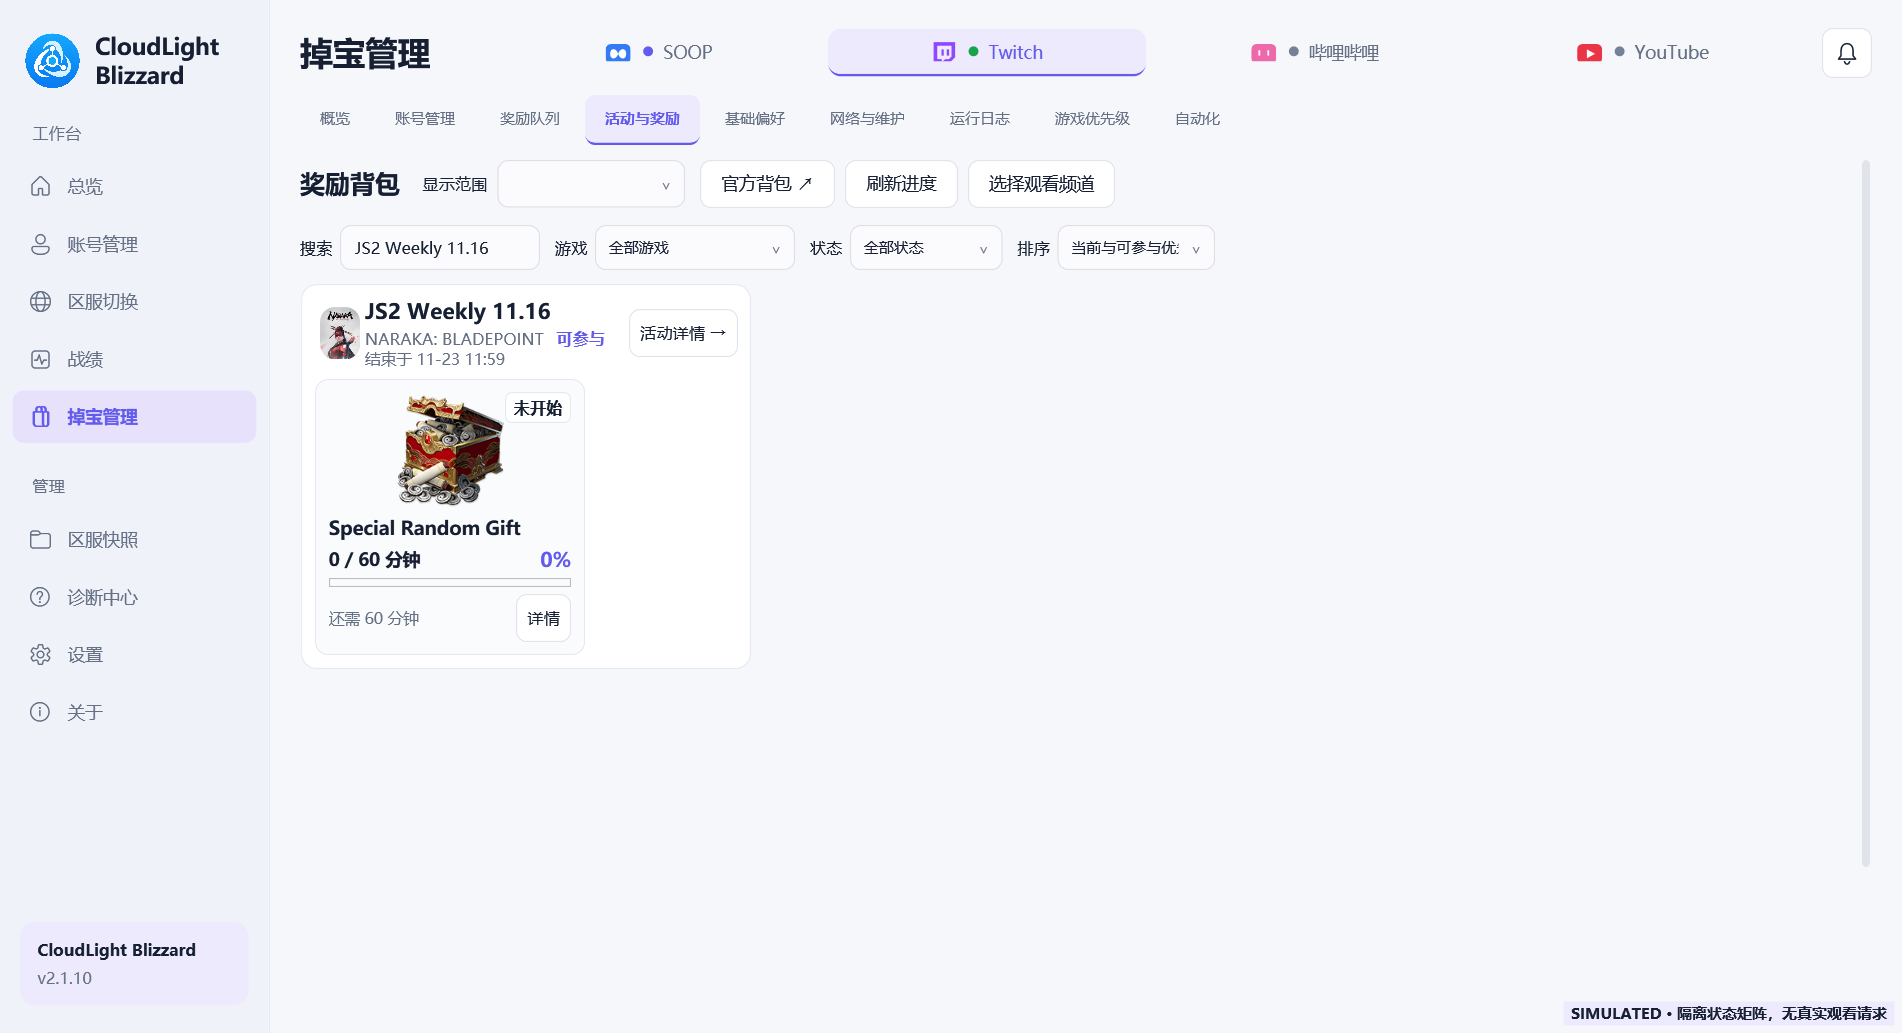 CloudLight
Blizzard
工作台
总览
账号管理
区服切换
战绩
掉宝管理
管理
区服快照
诊断中心
设置
关于
CloudLight Blizzard
v2.1.10
掉宝管理
SOOP
Twitch
哔哩哔哩
YouTube
概览 账号管理 奖励队列 活动与奖励 基础偏好 网络与维护 运行日志 游戏优先级 自动化
奖励背包 显示范围 官方背包 ↗ 刷新进度 选择观看频道
搜索 JS2 Weekly 11.16 游戏 全部游戏 状态 全部状态 排序 当前与可参与优
JS2 Weekly 11.16
NARAKA: BLADEPOINT 可参与
结束于 11-23 11:59
活动详情 →
未开始
Special Random Gift
0 / 60 分钟 0%
还需 60 分钟 详情
SIMULATED • 隔离状态矩阵，无真实观看请求